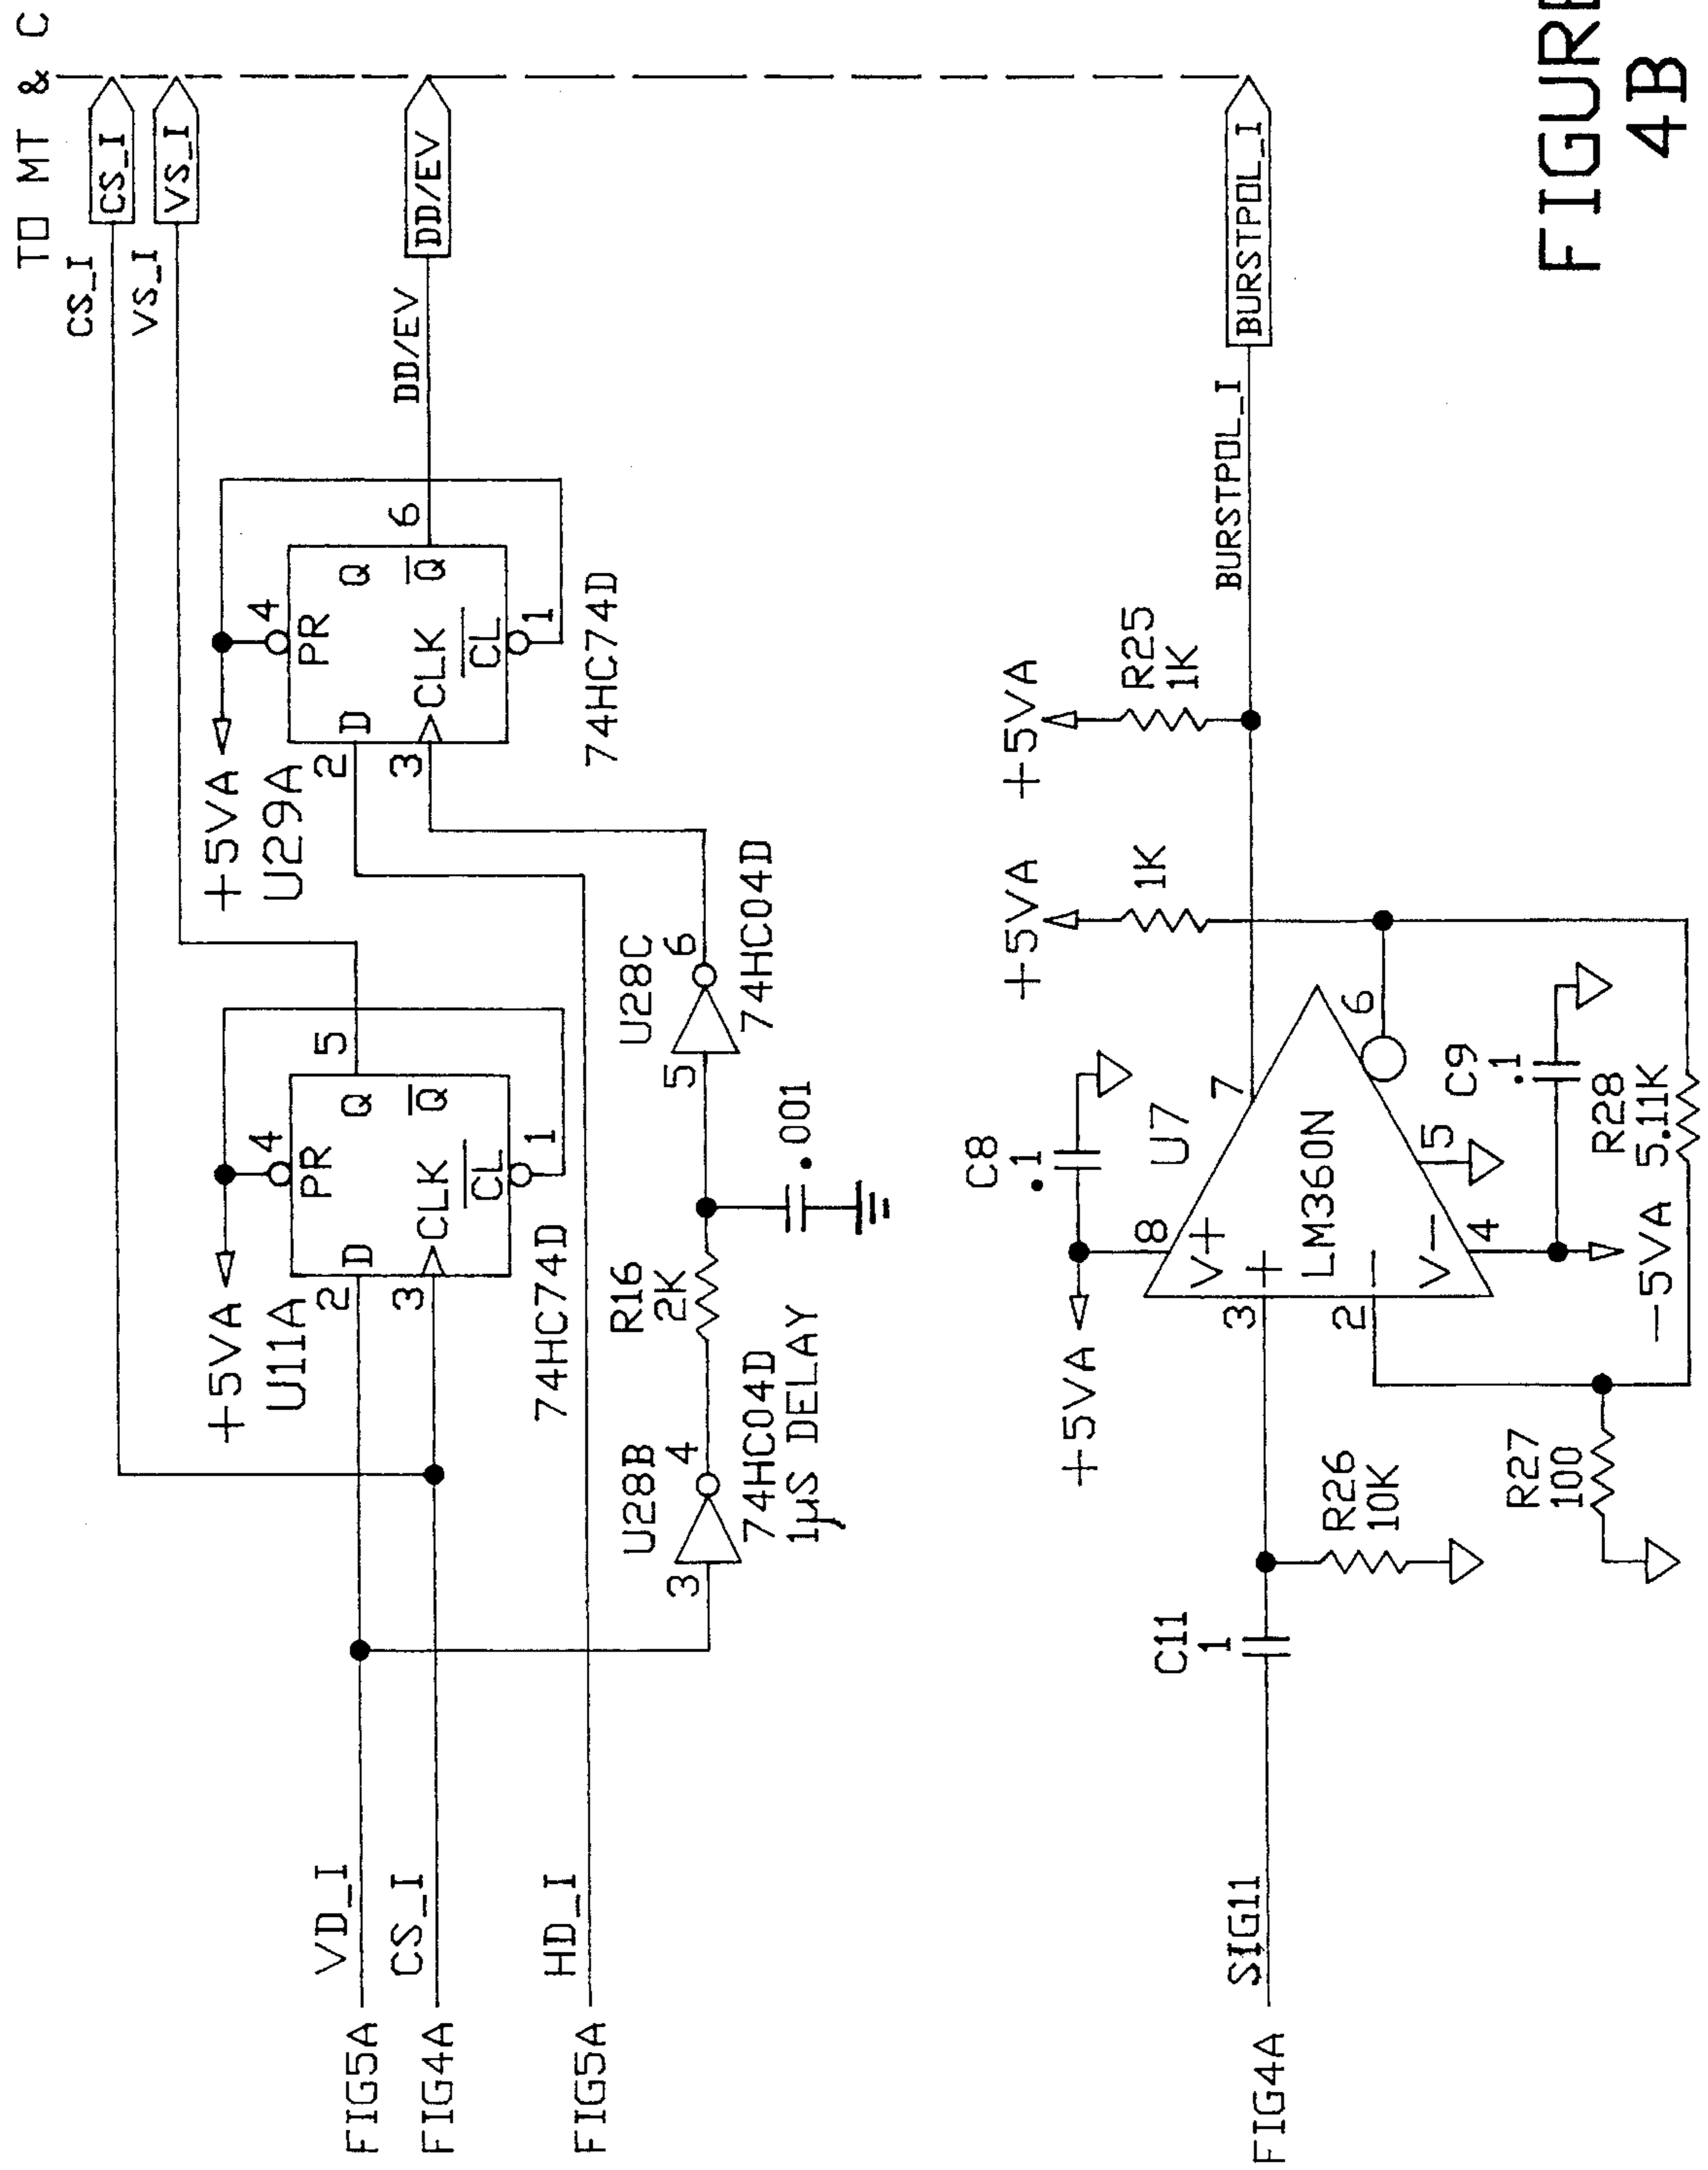 TO MT & C
CS_I
CS_I
VS_I
VS_I
+5VA
U11A
4
PR
2
D
Q
5
3
CLK
Q
CL
1
74HC74D
+5VA
U29A
4
PR
2
D
Q
3
CLK
Q
6
CL
1
74HC74D
DD/EV
DD/EV
FIG5A
VD_I
FIG4A
CS_I
FIG5A
HD_I
U28B
3
4
74HC04D
1µS DELAY
R16
2K
.001
U28C
5
6
74HC04D
FIG4A
SIG11
C11
1
R26
10K
R27
100
+5VA
C8
.1
U7
8
V+
3
+
LM360N
2
-
V-
4
5
7
6
C9
.1
-5VA
R28
5.11K
+5VA
1K
+5VA
R25
1K
BURSTPOL_I
BURSTPOL_I
FIGURE
4B